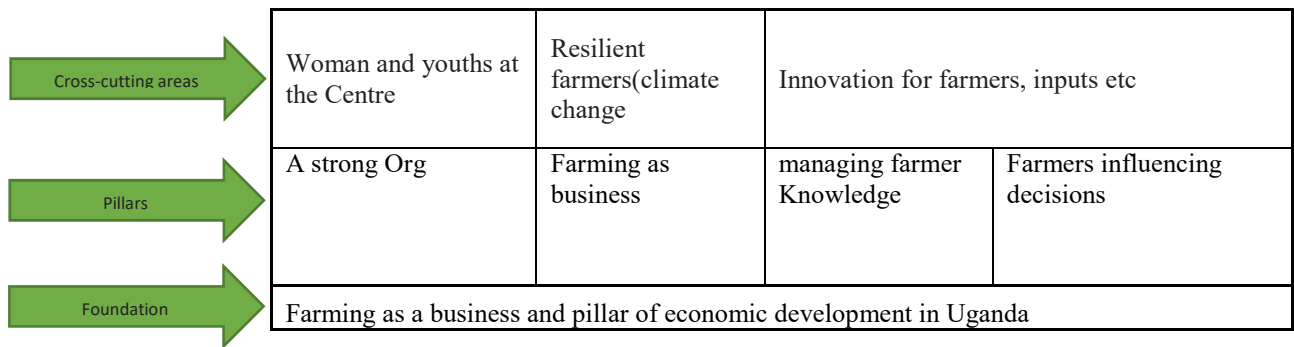 Cross-cutting areas
Woman and youths at
the Centre
Resilient
farmers(climate
change
Innovation for farmers, inputs etc
Pillars
A strong Org
Farming as
business
managing farmer
Knowledge
Farmers influencing
decisions
Foundation
Farming as a business and pillar of economic development in Uganda